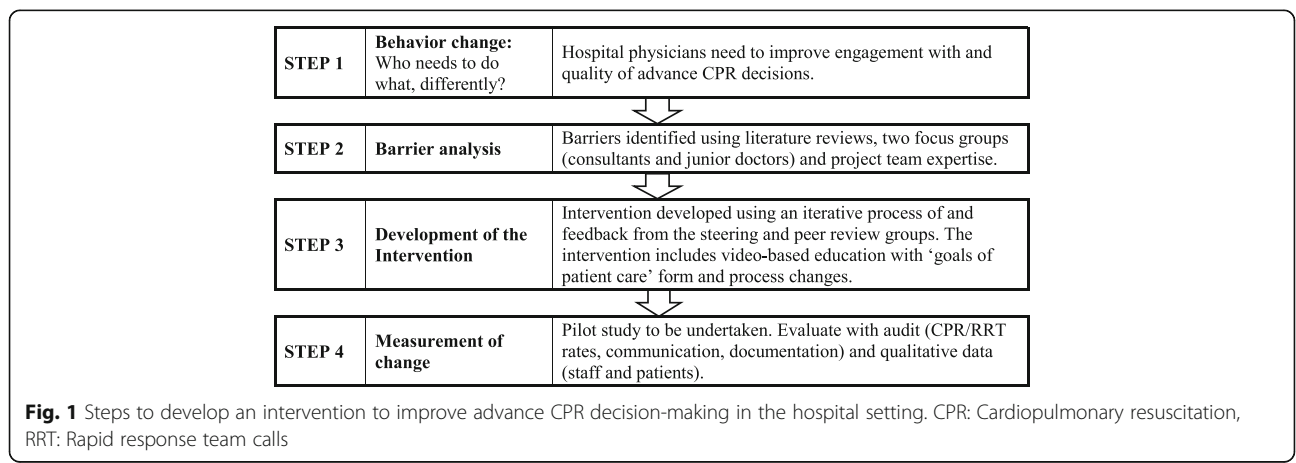 STEP 1
Behavior change:
Who needs to do
what, differently?
Hospital physicians need to improve engagement with and
quality of advance CPR decisions.
STEP 2
Barrier analysis
Barriers identified using literature reviews, two focus groups
(consultants and junior doctors) and project team expertise.
STEP 3
Development of the
Intervention
Intervention developed using an iterative process of and
feedback from the steering and peer review groups. The
intervention includes video-based education with ‘goals of
patient care’ form and process changes.
STEP 4
Measurement of
change
Pilot study to be undertaken. Evaluate with audit (CPR/RRT
rates, communication, documentation) and qualitative data
(staff and patients).
Fig. 1 Steps to develop an intervention to improve advance CPR decision-making in the hospital setting. CPR: Cardiopulmonary resuscitation,
RRT: Rapid response team calls